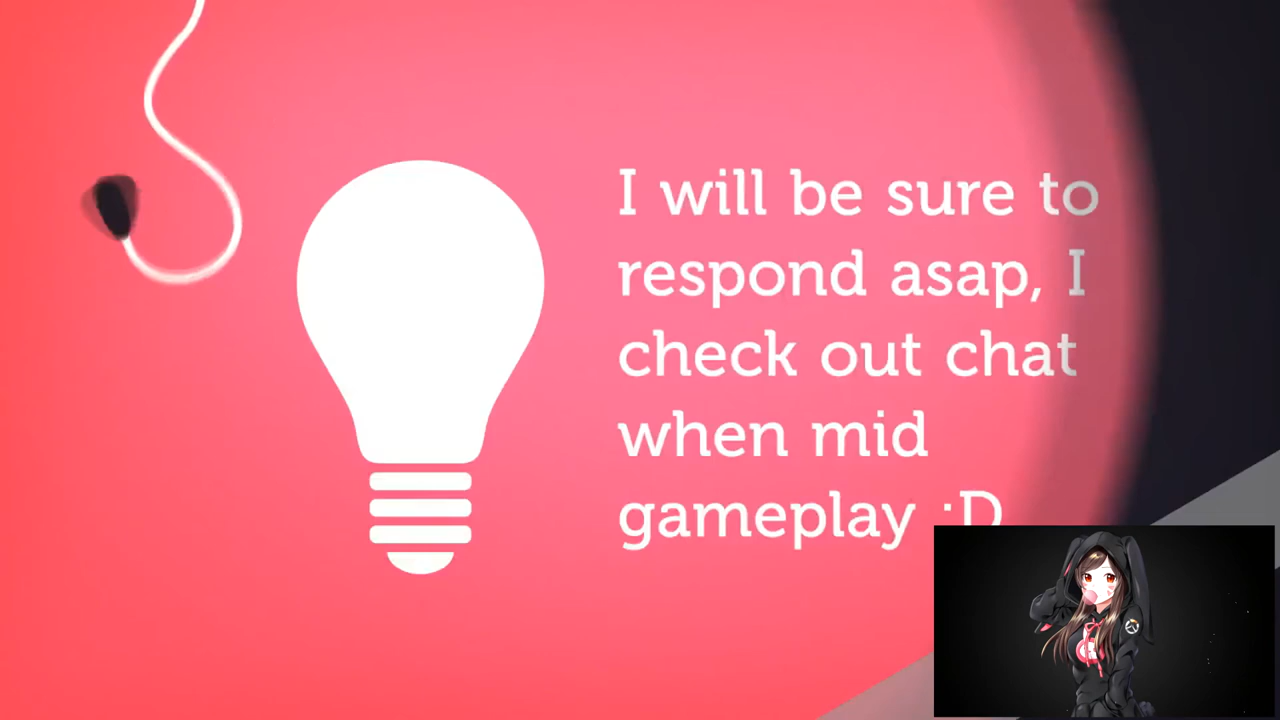 I will be sure to
respond asap, I
check out chat
when mid
gameplay :D